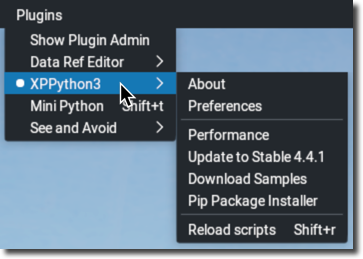 Plugins
Show Plugin Admin
Data Ref Editor
XPPython3
Mini Python Shift+t
See and Avoid
About
Preferences
Performance
Update to Stable 4.4.1
Download Samples
Pip Package Installer
Reload scripts Shift+r